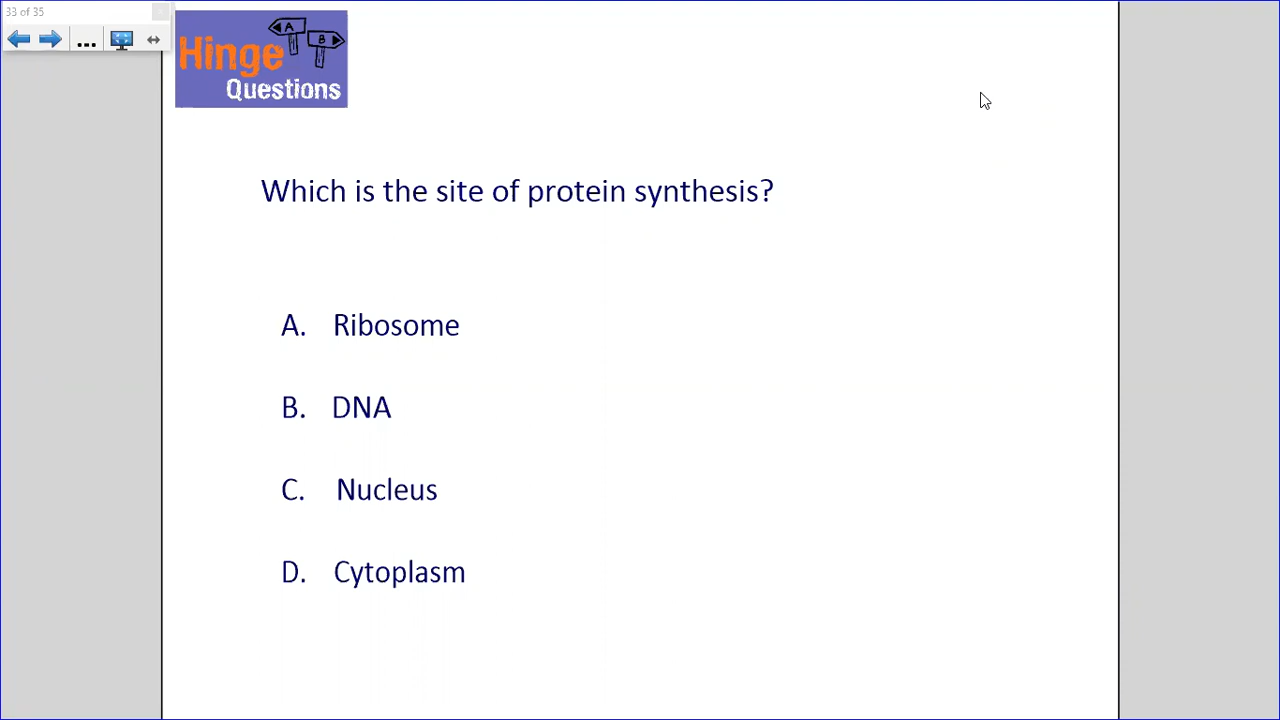 33 of 35
A
B
Hinge
Questions
Which is the site of protein synthesis?
A. Ribosome
B. DNA
C. Nucleus
D. Cytoplasm